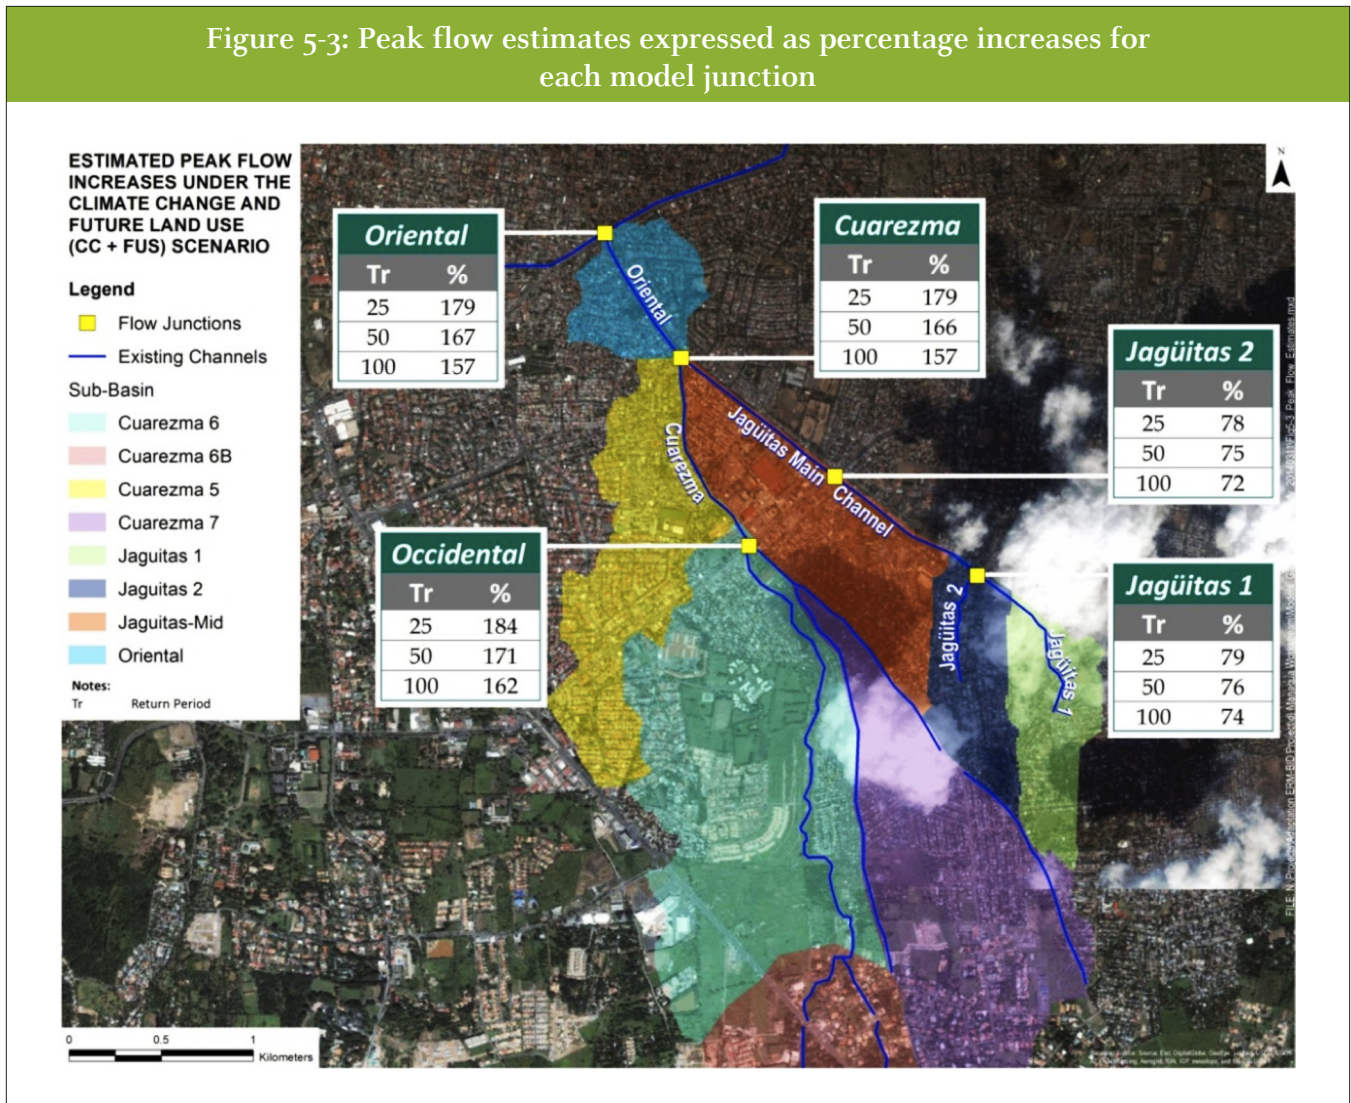 Figure 5-3: Peak flow estimates expressed as percentage increases for
each model junction
ESTIMATED PEAK FLOW
INCREASES UNDER THE
CLIMATE CHANGE AND
FUTURE LAND USE
(CC + FUS) SCENARIO
Legend
Flow Junctions
Existing Channels
Sub-Basin
Cuarezma 6
Cuarezma 6B
Cuarezma 5
Cuarezma 7
Jaguitas 1
Jaguitas 2
Jaguitas-Mid
Oriental
Notes:
Tr Return Period
Oriental
Tr %
25 179
50 167
100 157
Cuarezma
Tr %
25 179
50 166
100 157
Jagüitas 2
Tr %
25 78
50 75
100 72
Occidental
Tr %
25 184
50 171
100 162
Jagüitas 1
Tr %
25 79
50 76
100 74
Oriental
Cuarezma
Jagüitas Main Channel
Jagüitas 2
Jagüitas 1
N
0 0.5 1
Kilometers